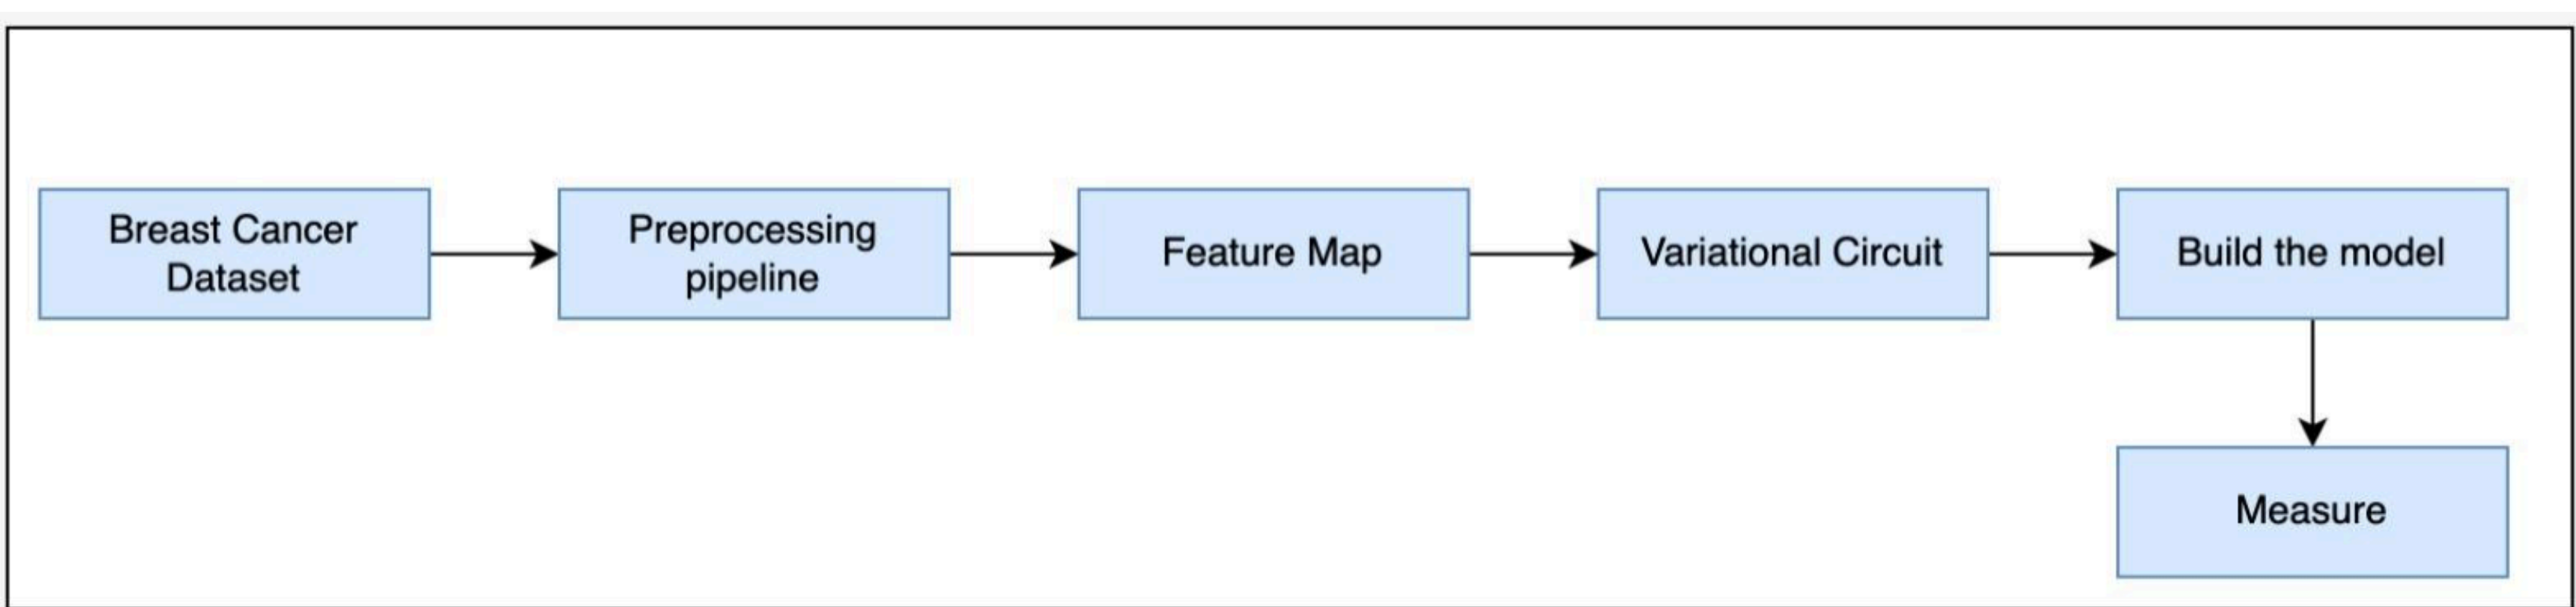 Breast Cancer
Dataset
Preprocessing
pipeline
Feature Map
Variational Circuit
Build the model
Measure